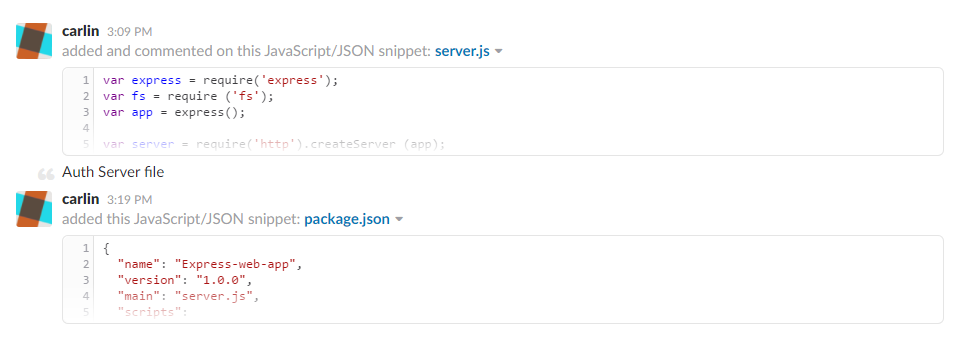 carlin 3:09 PM
added and commented on this JavaScript/JSON snippet: server.js
1 var express = require('express');
2 var fs = require ('fs');
3 var app = express();
4
5 var server = require('http').createServer (app);
“ Auth Server file
carlin 3:19 PM
added this JavaScript/JSON snippet: package.json
1 {
2 "name": "Express-web-app",
3 "version": "1.0.0",
4 "main": "server.js",
5 "scripts":